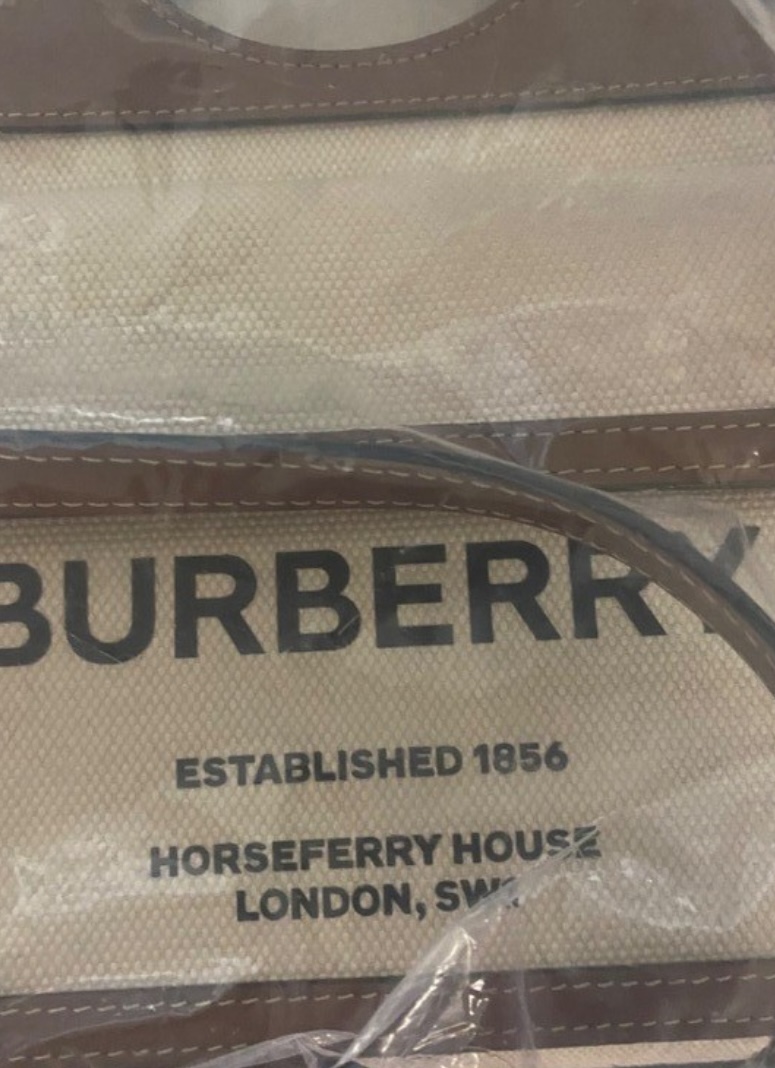 BURBERRY
ESTABLISHED 1856
HORSEFERRY HOUSE
LONDON,